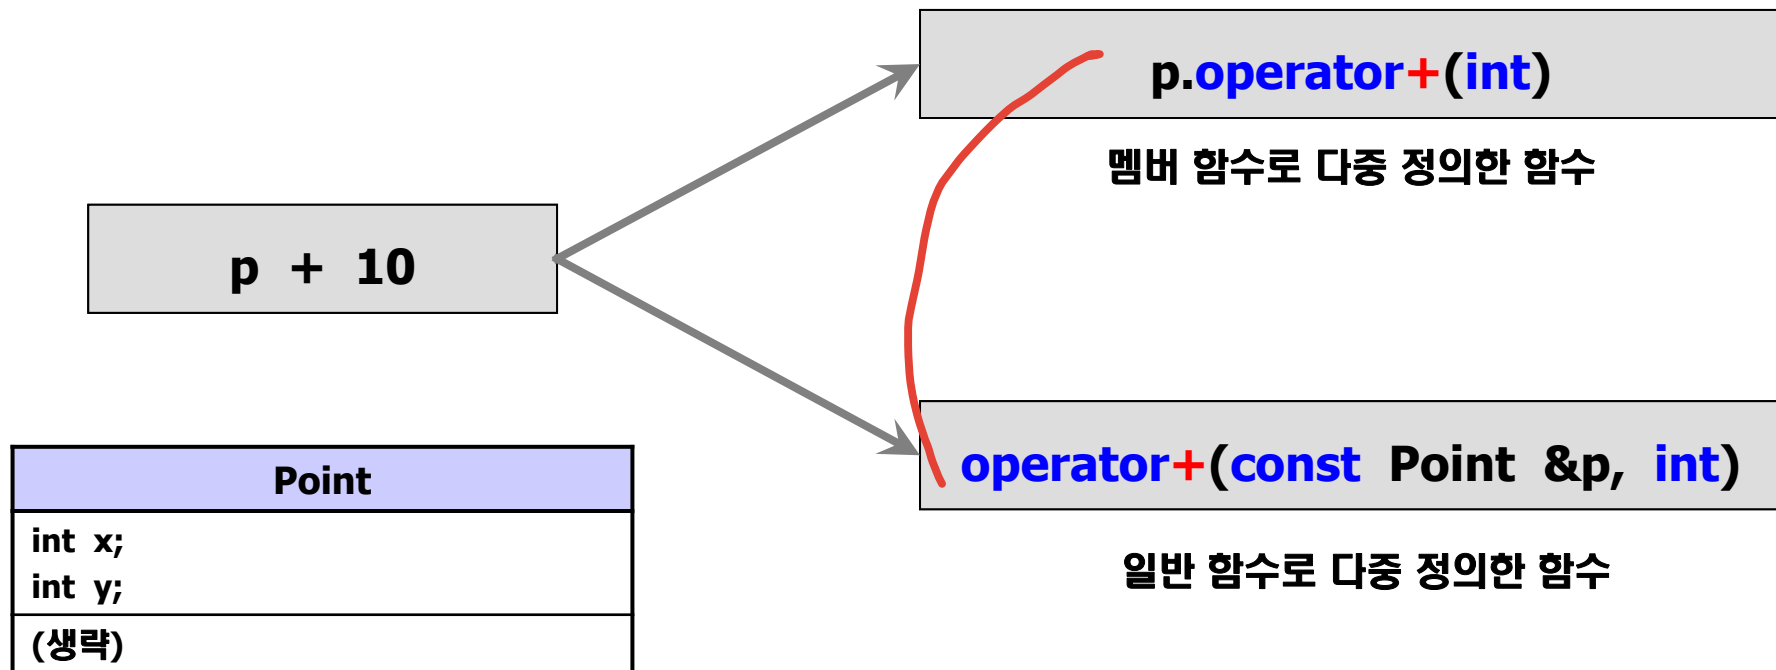 p.operator+(int)
멤버 함수로 다중 정의한 함수
p + 10
operator+(const Point &p, int)
일반 함수로 다중 정의한 함수
Point
int x;
int y;
(생략)